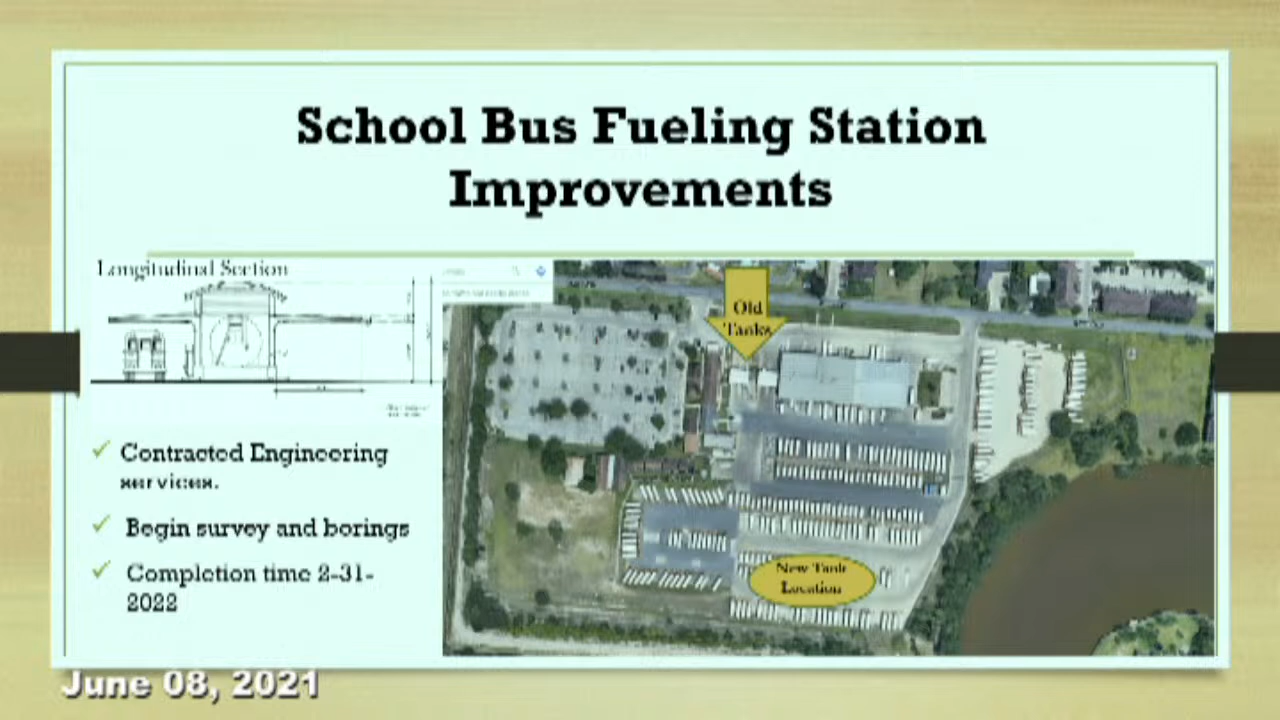 School Bus Fueling Station
Improvements
Longitudinal Section
Old
Tanks
Contracted Engineering
services.
Begin survey and borings
Completion time 2-31-
2022
New Tank
Location
June 08, 2021